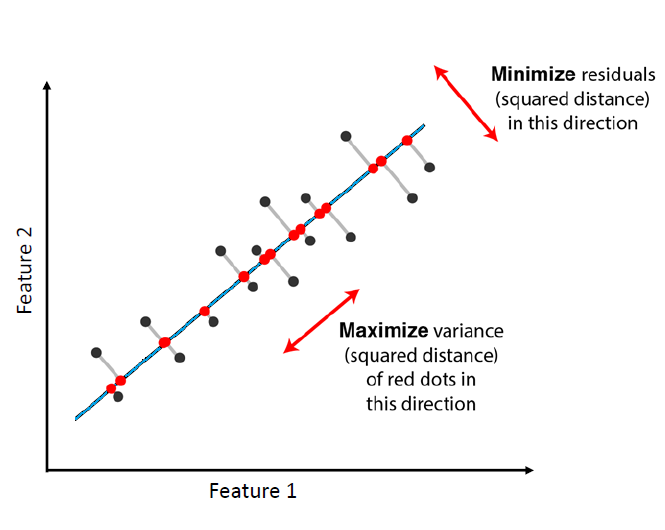 Minimize residuals
(squared distance)
in this direction
Feature 2
Maximize variance
(squared distance)
of red dots in
this direction
Feature 1